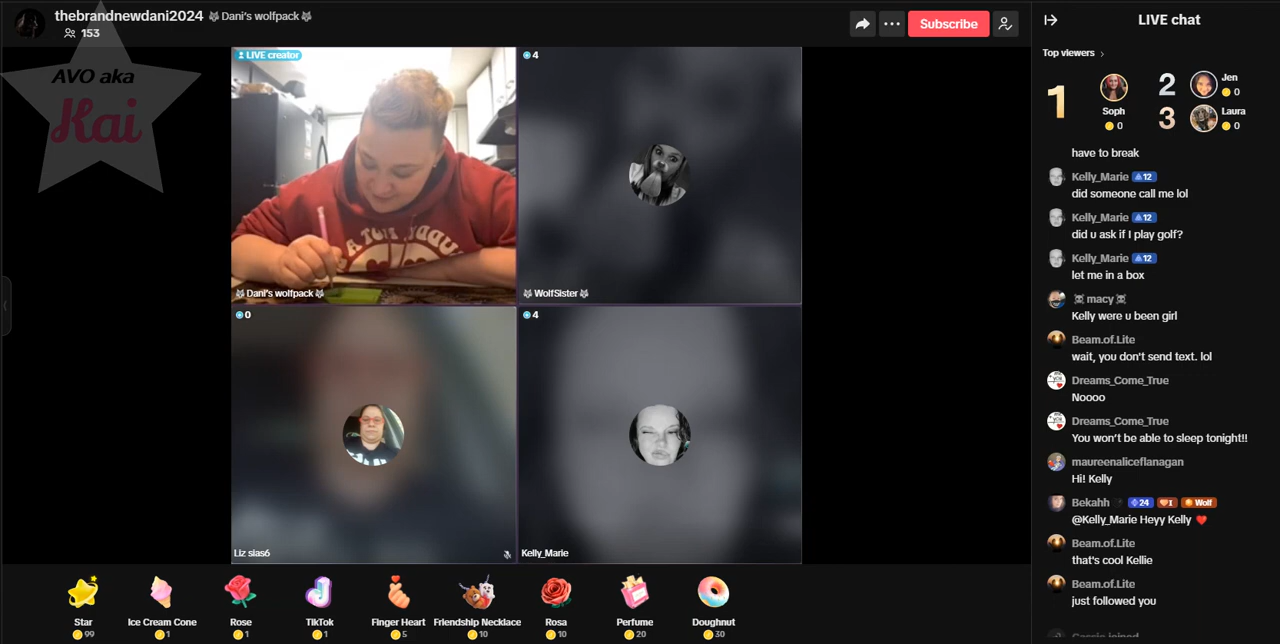 thebrandnewdani2024 🐺 Dani's wolfpack 🐺
153
Subscribe
AVO aka
Kai
LIVE creator
4
🐺 Dani's wolfpack 🐺
🐺 WolfSister 🐺
0
4
Liz sias6
Kelly_Marie
Star
99
Ice Cream Cone
1
Rose
1
TikTok
1
Finger Heart
5
Friendship Necklace
10
Rosa
10
Perfume
20
Doughnut
30
LIVE chat
Top viewers
1
Soph
0
2
Jen
0
3
Laura
0
have to break
Kelly_Marie 12
did someone call me lol
Kelly_Marie 12
did u ask if I play golf?
Kelly_Marie 12
let me in a box
☠️ macy ☠️
Kelly were u been girl
Beam.of.Lite
wait, you don't send text. lol
Dreams_Come_True
Noooo
Dreams_Come_True
You won't be able to sleep tonight!!
maureenaliceflanagan
Hi! Kelly
Bekahh 24 I Wolf
@Kelly_Marie Heyy Kelly ❤️
Beam.of.Lite
that's cool Kellie
Beam.of.Lite
just followed you